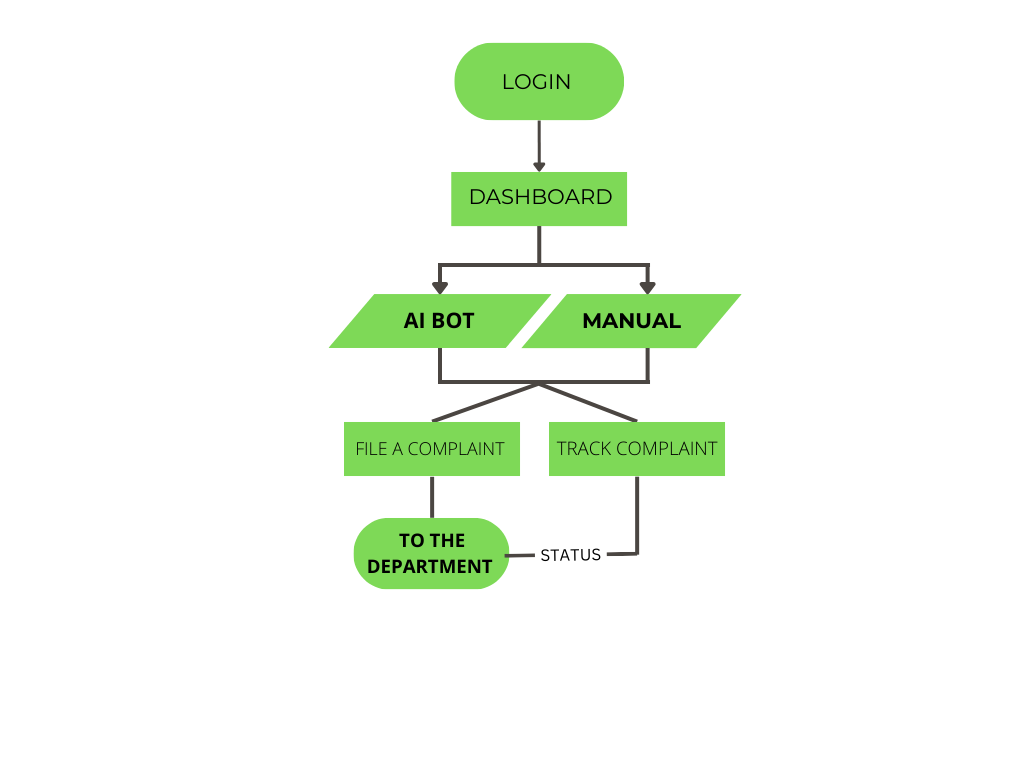 LOGIN
DASHBOARD
AI BOT
MANUAL
FILE A COMPLAINT
TRACK COMPLAINT
TO THE
DEPARTMENT
STATUS